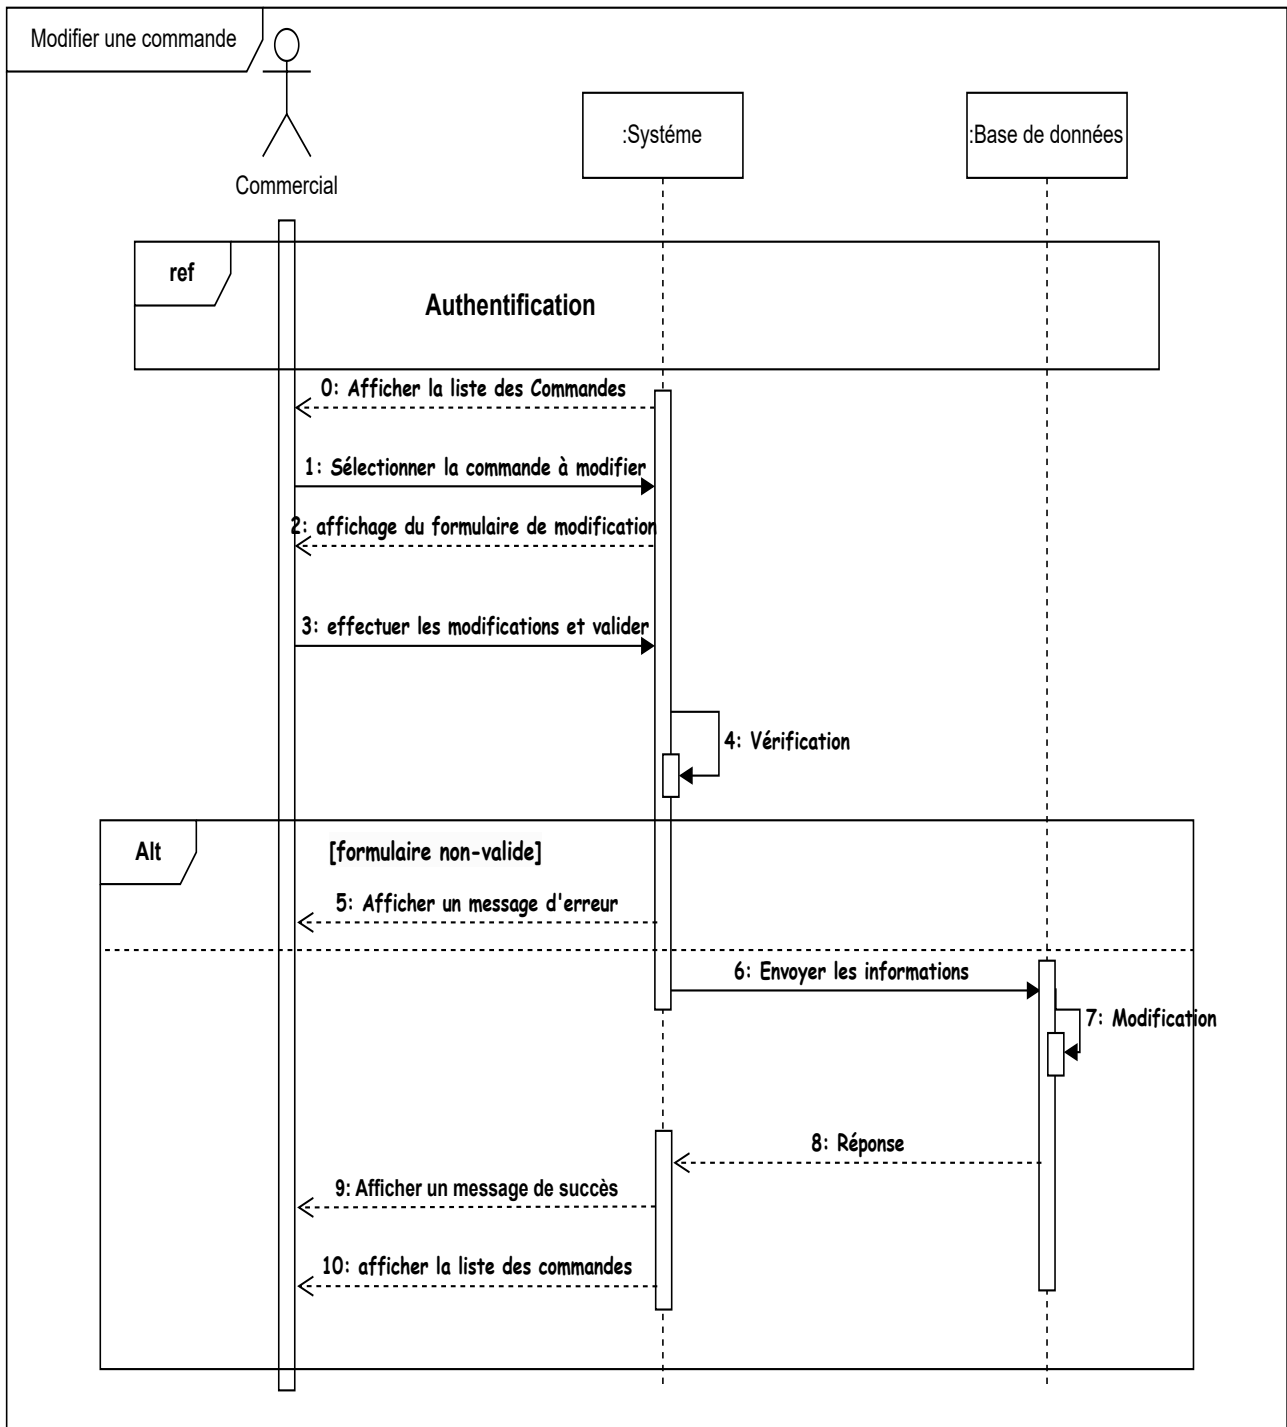 Modifier une commande
:Systéme
:Base de données
Commercial
ref
Authentification
0: Afficher la liste des Commandes
1: Sélectionner la commande à modifier
2: affichage du formulaire de modification
3: effectuer les modifications et valider
4: Vérification
Alt
[formulaire non-valide]
5: Afficher un message d'erreur
6: Envoyer les informations
7: Modification
8: Réponse
9: Afficher un message de succès
10: afficher la liste des commandes